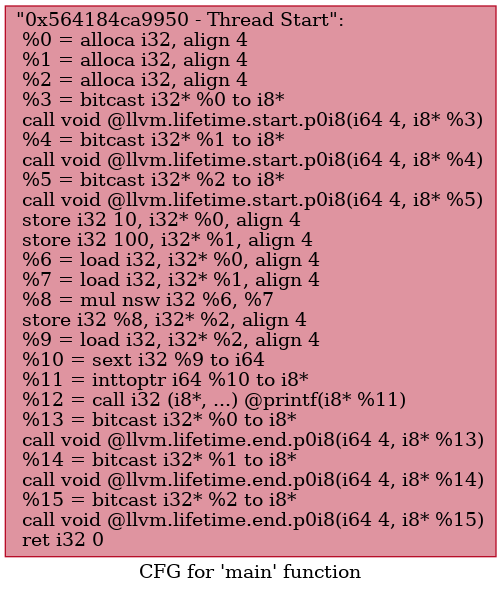 "0x564184ca9950 - Thread Start":
%0 = alloca i32, align 4
%1 = alloca i32, align 4
%2 = alloca i32, align 4
%3 = bitcast i32* %0 to i8*
call void @llvm.lifetime.start.p0i8(i64 4, i8* %3)
%4 = bitcast i32* %1 to i8*
call void @llvm.lifetime.start.p0i8(i64 4, i8* %4)
%5 = bitcast i32* %2 to i8*
call void @llvm.lifetime.start.p0i8(i64 4, i8* %5)
store i32 10, i32* %0, align 4
store i32 100, i32* %1, align 4
%6 = load i32, i32* %0, align 4
%7 = load i32, i32* %1, align 4
%8 = mul nsw i32 %6, %7
store i32 %8, i32* %2, align 4
%9 = load i32, i32* %2, align 4
%10 = sext i32 %9 to i64
%11 = inttoptr i64 %10 to i8*
%12 = call i32 (i8*, ...) @printf(i8* %11)
%13 = bitcast i32* %0 to i8*
call void @llvm.lifetime.end.p0i8(i64 4, i8* %13)
%14 = bitcast i32* %1 to i8*
call void @llvm.lifetime.end.p0i8(i64 4, i8* %14)
%15 = bitcast i32* %2 to i8*
call void @llvm.lifetime.end.p0i8(i64 4, i8* %15)
ret i32 0
CFG for 'main' function